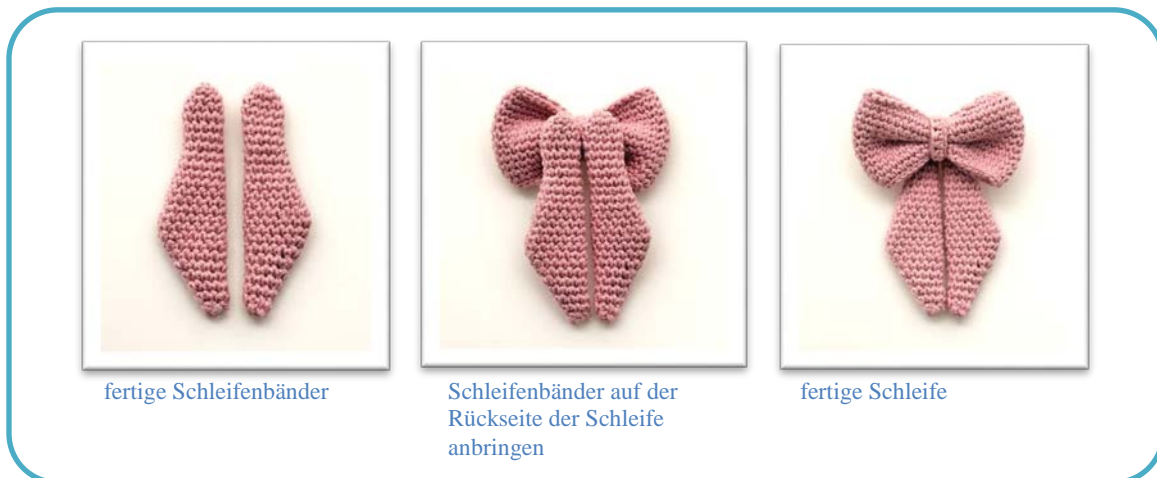 fertige Schleifenbänder
Schleifenbänder auf der
Rückseite der Schleife
anbringen
fertige Schleife